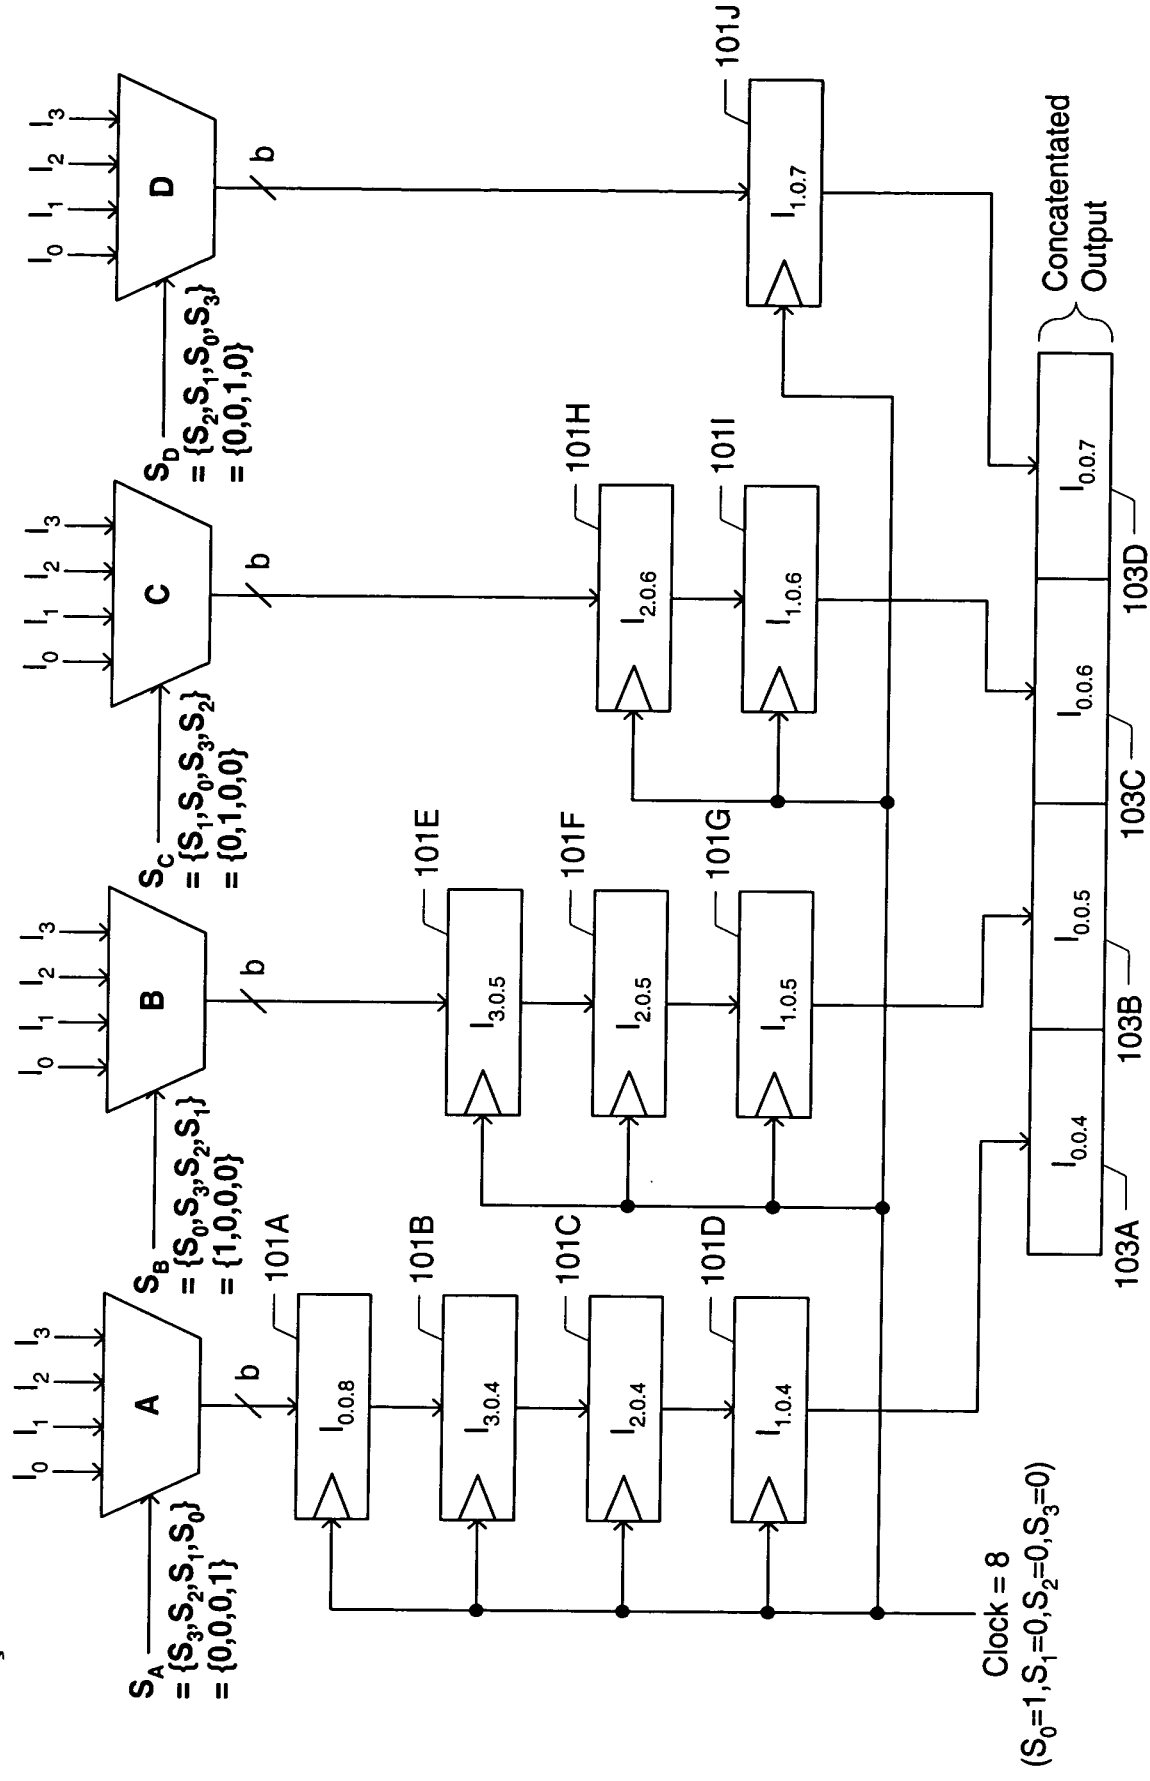 I0 I1 I2 I3
A
SA
= {S3,S2,S1,S0}
= {0,0,0,1}
b
I0 I1 I2 I3
B
SB
= {S0,S3,S2,S1}
= {1,0,0,0}
b
I0 I1 I2 I3
C
SC
= {S1,S0,S3,S2}
= {0,1,0,0}
b
I0 I1 I2 I3
D
SD
= {S2,S1,S0,S3}
= {0,0,1,0}
b
101A
I0.0.8
101B
I3.0.4
101C
I2.0.4
101D
I1.0.4
101E
I3.0.5
101F
I2.0.5
101G
I1.0.5
101H
I2.0.6
101I
I1.0.6
101J
I1.0.7
Clock = 8
(S0=1,S1=0,S2=0,S3=0)
I0.0.4
I0.0.5
I0.0.6
I0.0.7
103A
103B
103C
103D
Concatentated
Output